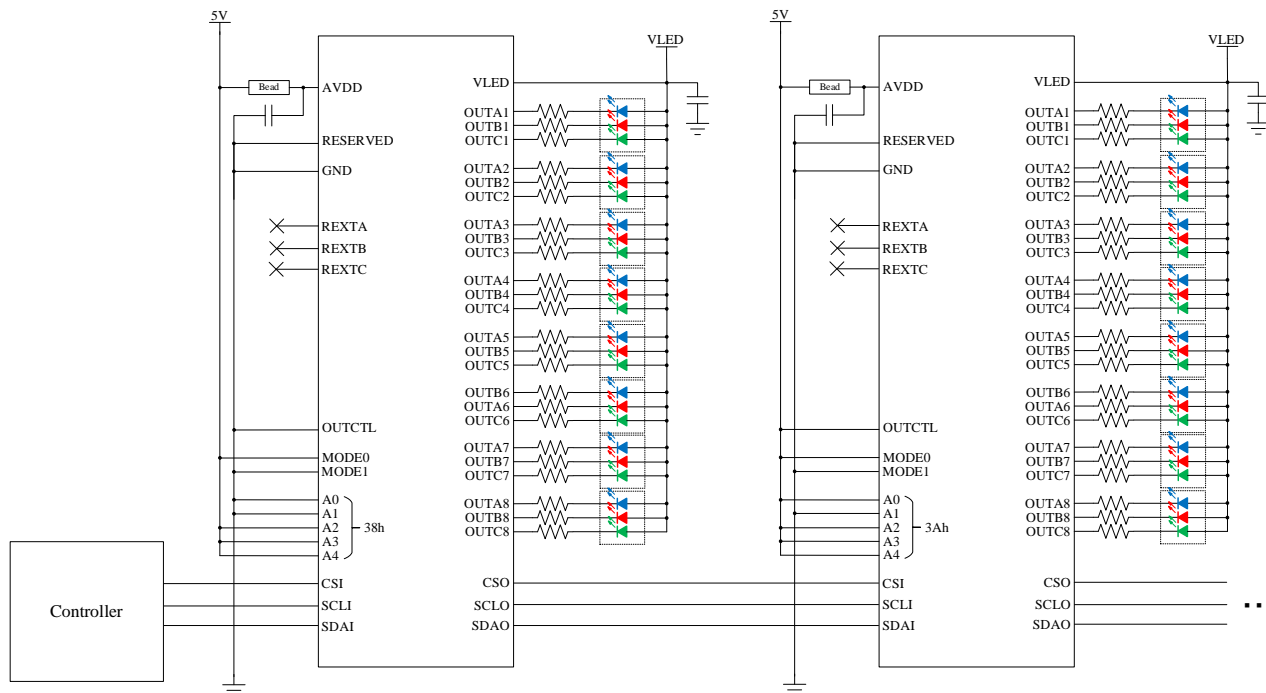 5V
VLED
Bead
AVDD
RESERVED
GND
REXTA
REXTB
REXTC
OUTCTL
MODE0
MODE1
A0
A1
A2
A3
A4
38h
CSI
SCLI
SDAI
VLED
OUTA1
OUTB1
OUTC1
OUTA2
OUTB2
OUTC2
OUTA3
OUTB3
OUTC3
OUTA4
OUTB4
OUTC4
OUTA5
OUTB5
OUTC5
OUTB6
OUTA6
OUTC6
OUTA7
OUTB7
OUTC7
OUTA8
OUTB8
OUTC8
CSO
SCLO
SDAO
Controller
5V
VLED
Bead
AVDD
RESERVED
GND
REXTA
REXTB
REXTC
OUTCTL
MODE0
MODE1
A0
A1
A2
A3
A4
3Ah
CSI
SCLI
SDAI
VLED
OUTA1
OUTB1
OUTC1
OUTA2
OUTB2
OUTC2
OUTA3
OUTB3
OUTC3
OUTA4
OUTB4
OUTC4
OUTA5
OUTB5
OUTC5
OUTB6
OUTA6
OUTC6
OUTA7
OUTB7
OUTC7
OUTA8
OUTB8
OUTC8
CSO
SCLO
SDAO